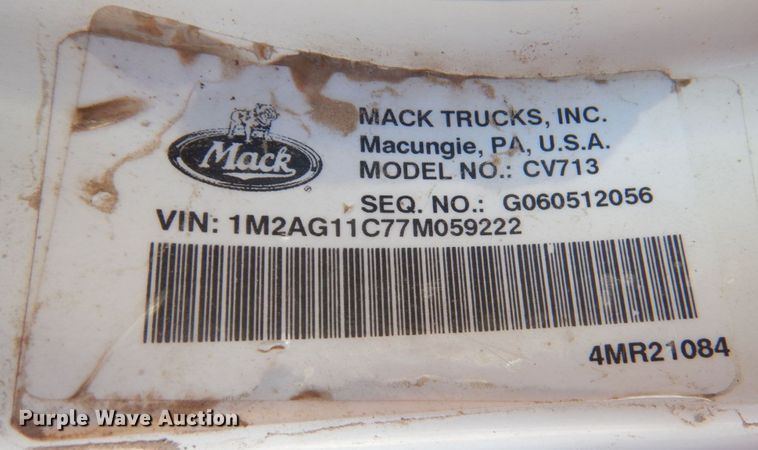 MACK TRUCKS, INC.
Mack
Macungie, PA, U.S.A.
MODEL NO.: CV713
SEQ. NO.: G060512056
VIN: 1M2AG11C77M059222
4MR21084
Purple Wave Auction